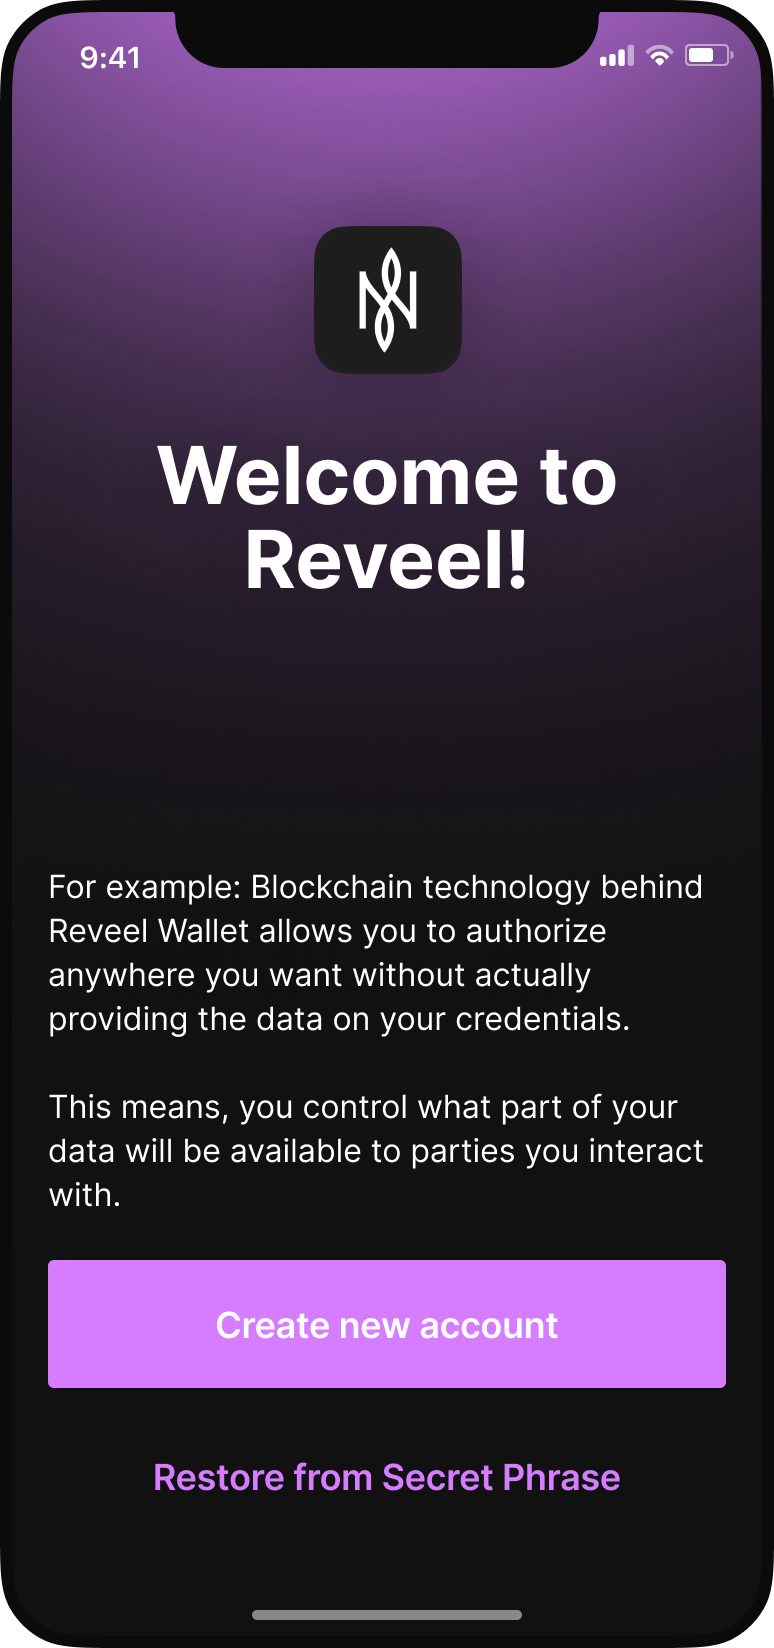 9:41
Welcome to
Reveel!
For example: Blockchain technology behind
Reveel Wallet allows you to authorize
anywhere you want without actually
providing the data on your credentials.
This means, you control what part of your
data will be available to parties you interact
with.
Create new account
Restore from Secret Phrase